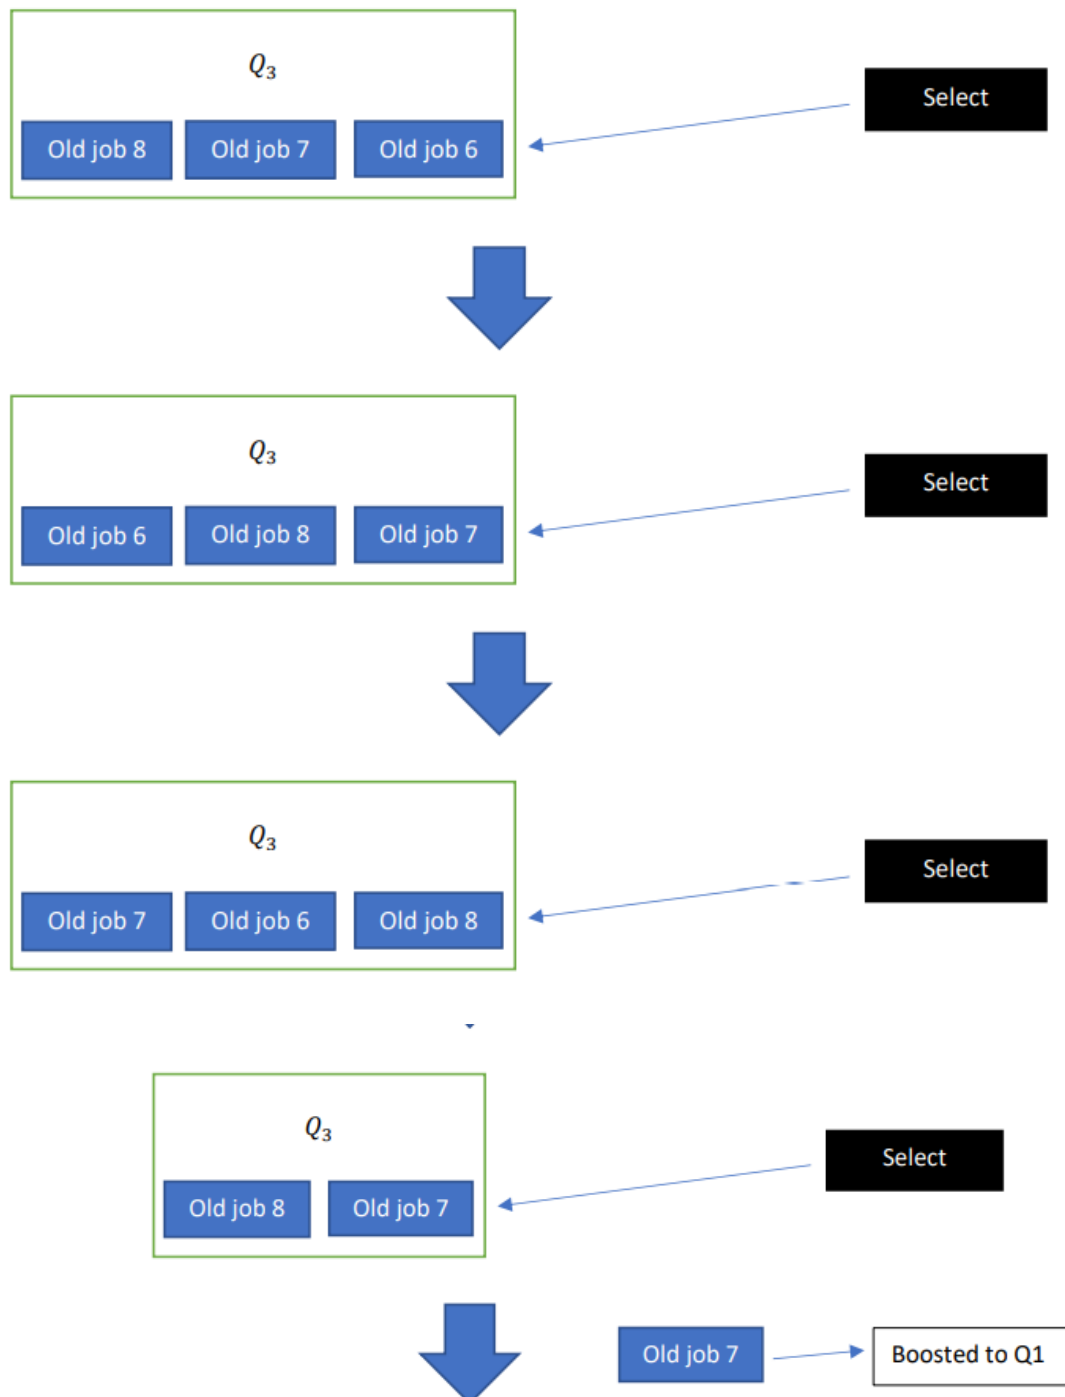 Q₃
Select
Old job 8 Old job 7 Old job 6
Q₃
Select
Old job 6 Old job 8 Old job 7
Q₃
Select
Old job 7 Old job 6 Old job 8
Q₃
Select
Old job 8 Old job 7
Old job 7 Boosted to Q1